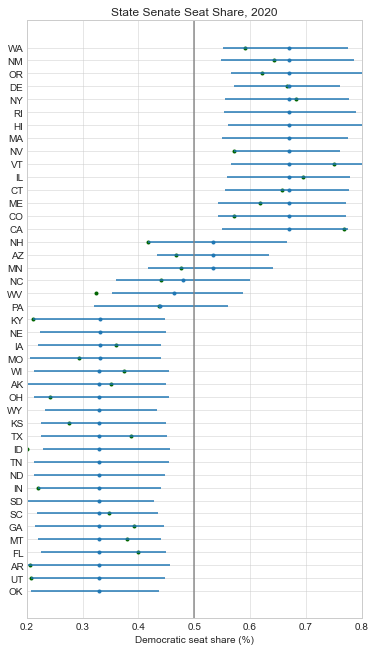 State Senate Seat Share, 2020
WA
NM
OR
DE
NY
RI
HI
MA
NV
VT
IL
CT
ME
CO
CA
NH
AZ
MN
NC
WV
PA
KY
NE
IA
MO
WI
AK
OH
WY
KS
TX
ID
TN
ND
IN
SD
SC
GA
MT
FL
AR
UT
OK
0.2 0.3 0.4 0.5 0.6 0.7 0.8
Democratic seat share (%)